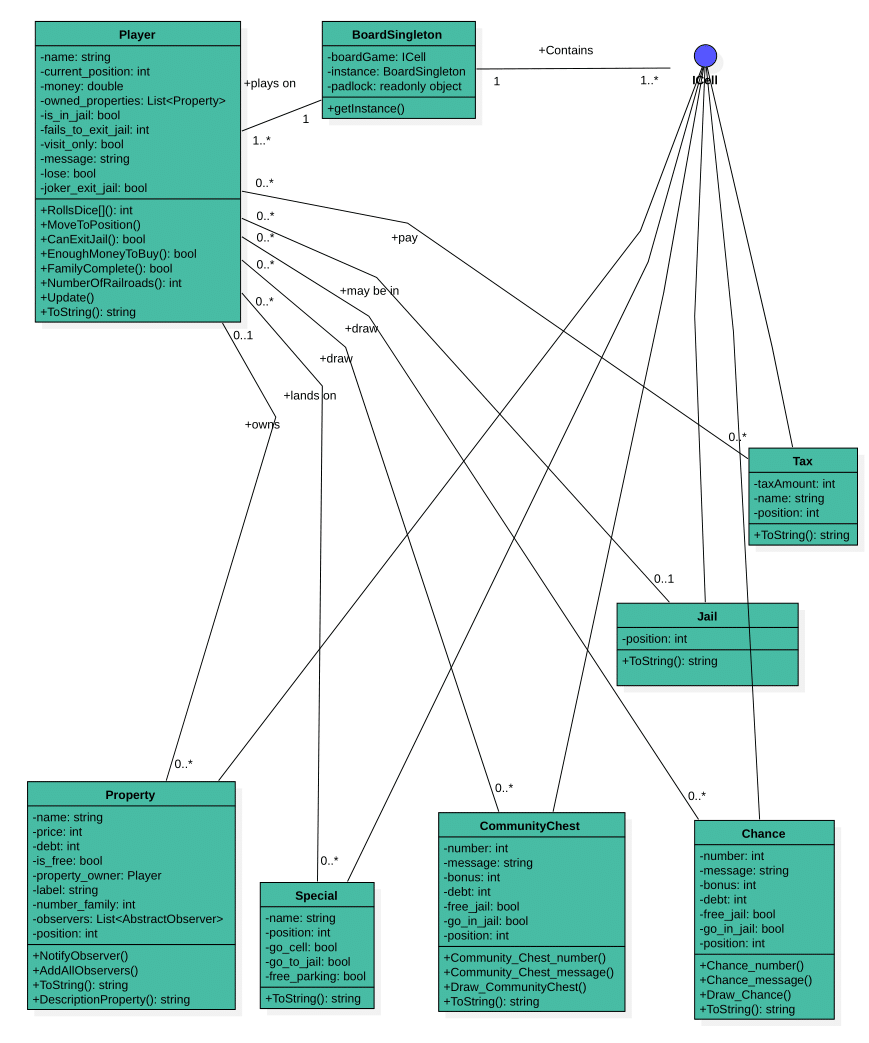 Player
-name: string
-current_position: int
-money: double
-owned_properties: List<Property>
-is_in_jail: bool
-fails_to_exit_jail: int
-visit_only: bool
-message: string
-lose: bool
-joker_exit_jail: bool
+RollsDice[](): int
+MoveToPosition()
+CanExitJail(): bool
+EnoughMoneyToBuy(): bool
+FamilyComplete(): bool
+NumberOfRailroads(): int
+Update()
+ToString(): string
BoardSingleton
-boardGame: ICell
-instance: BoardSingleton
-padlock: readonly object
+getInstance()
+plays on
1
1..*
+Contains
1
1..*
ICell
0..*
+pay
0..*
0..*
+may be in
0..1
0..*
+draw
0..*
0..*
+draw
0..*
0..*
+lands on
0..*
0..1
+owns
0..*
Tax
-taxAmount: int
-name: string
-position: int
+ToString(): string
Jail
-position: int
+ToString(): string
Property
-name: string
-price: int
-debt: int
-is_free: bool
-property_owner: Player
-label: string
-number_family: int
-observers: List<AbstractObserver>
-position: int
+NotifyObserver()
+AddAllObservers()
+ToString(): string
+DescriptionProperty(): string
Special
-name: string
-position: int
-go_cell: bool
-go_to_jail: bool
-free_parking: bool
+ToString(): string
CommunityChest
-number: int
-message: string
-bonus: int
-debt: int
-free_jail: bool
-go_in_jail: bool
-position: int
+Community_Chest_number()
+Community_Chest_message()
+Draw_CommunityChest()
+ToString(): string
Chance
-number: int
-message: string
-bonus: int
-debt: int
-free_jail: bool
-go_in_jail: bool
-position: int
+Chance_number()
+Chance_message()
+Draw_Chance()
+ToString(): string